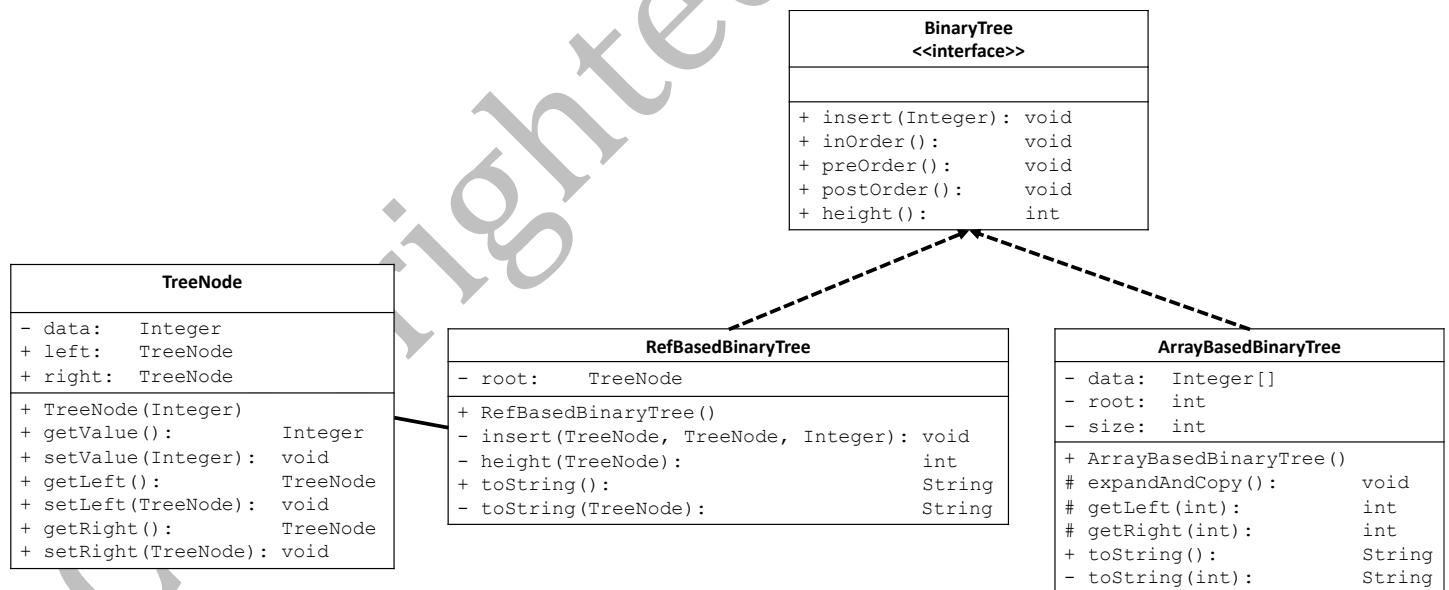 BinaryTree
<<interface>>
+ insert(Integer): void
+ inOrder(): void
+ preOrder(): void
+ postOrder(): void
+ height(): int
TreeNode
- data: Integer
+ left: TreeNode
+ right: TreeNode
+ TreeNode(Integer)
+ getValue(): Integer
+ setValue(Integer): void
+ getLeft(): TreeNode
+ setLeft(TreeNode): void
+ getRight(): TreeNode
+ setRight(TreeNode): void
RefBasedBinaryTree
- root: TreeNode
+ RefBasedBinaryTree()
- insert(TreeNode, TreeNode, Integer): void
- height(TreeNode): int
+ toString(): String
- toString(TreeNode): String
ArrayBasedBinaryTree
- data: Integer[]
- root: int
- size: int
+ ArrayBasedBinaryTree()
# expandAndCopy(): void
# getLeft(int): int
# getRight(int): int
+ toString(): String
- toString(int): String